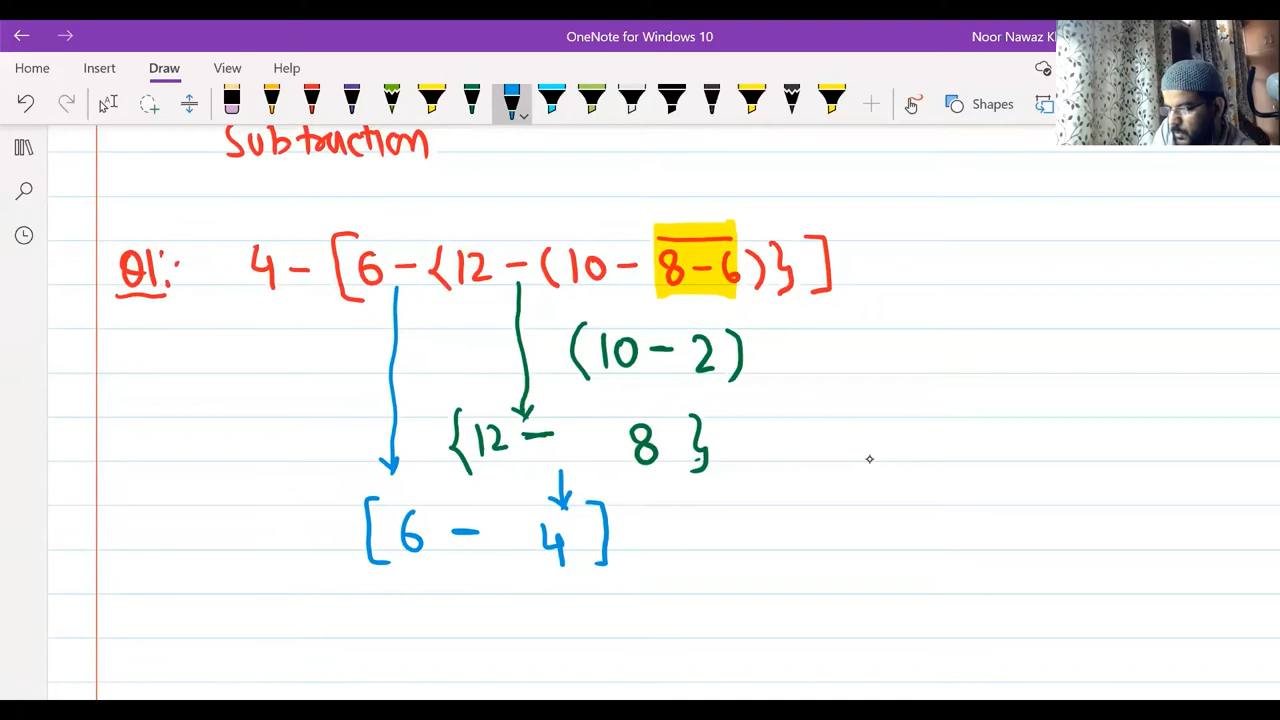 OneNote for Windows 10
Noor Nawaz
Home Insert Draw View Help
Shapes
Subtraction
Q1: 4 - [6 - {12 - (10 - 8̅ ̅-̅ ̅6̅)}]
(10 - 2)
{12 - 8}
[6 - 4]